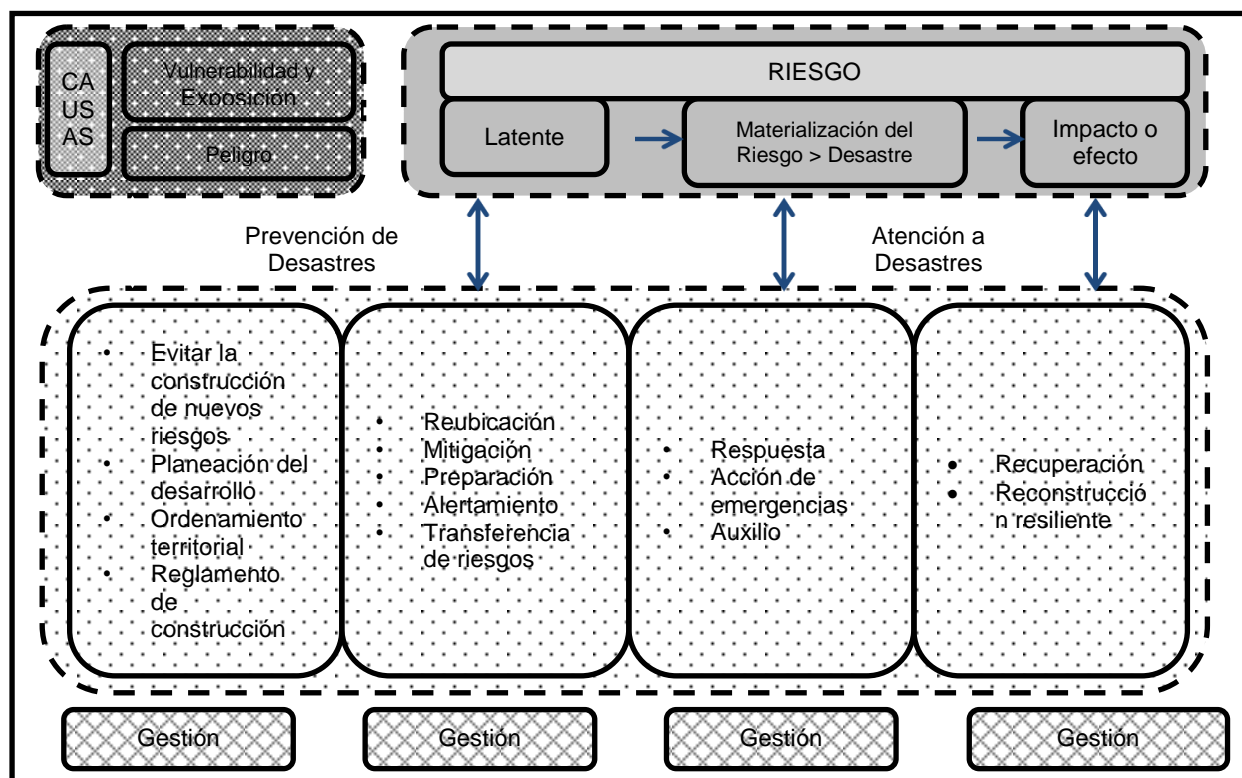 CA
US
AS
Vulnerabilidad y
Exposición
Peligro
RIESGO
Latente
Materialización del
Riesgo > Desastre
Impacto o
efecto
Prevención de
Desastres
Atención a
Desastres
• Evitar la
construcción
de nuevos
riesgos
• Planeación del
desarrollo
• Ordenamiento
territorial
• Reglamento
de
construcción
• Reubicación
• Mitigación
• Preparación
• Alertamiento
• Transferencia
de riesgos
• Respuesta
• Acción de
emergencias
• Auxilio
• Recuperación
• Reconstrucció
n resiliente
Gestión
Gestión
Gestión
Gestión